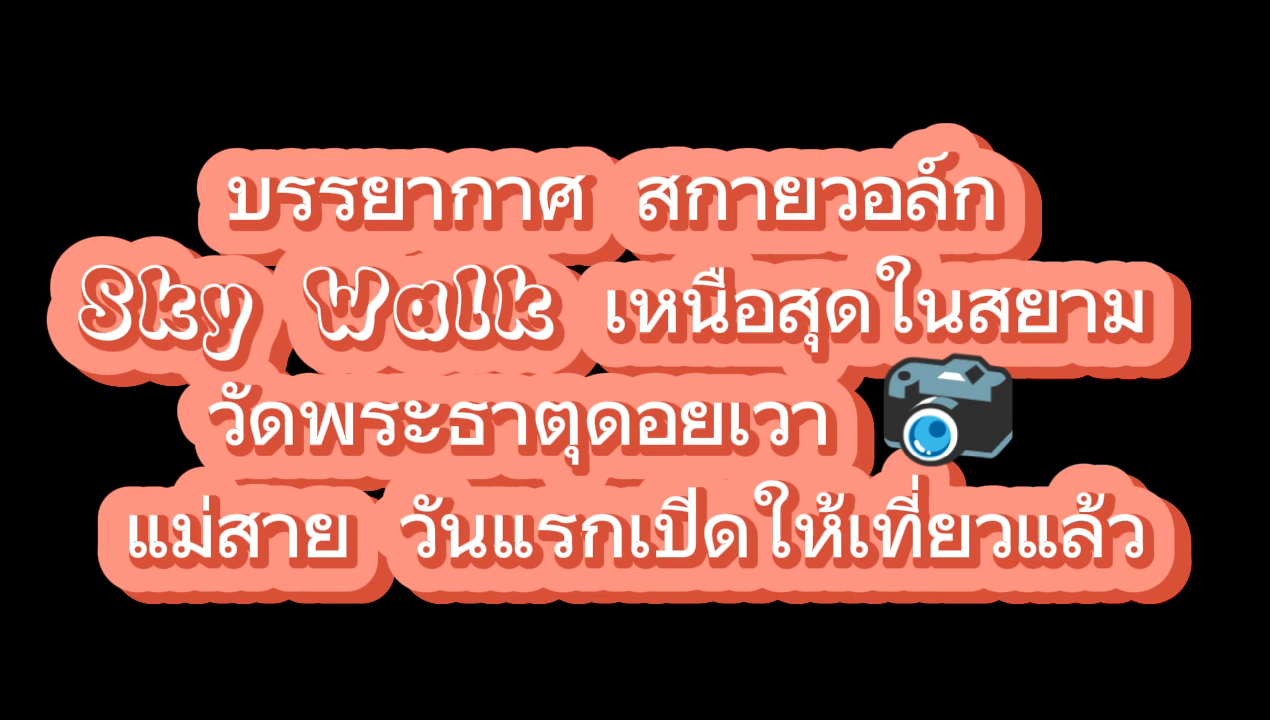 บรรยากาศ สกายวอล์ก
Sky Walk เหนือสุดในสยาม
วัดพระธาตุดอยเวา 📷
แม่สาย วันแรกเปิดให้เที่ยวแล้ว